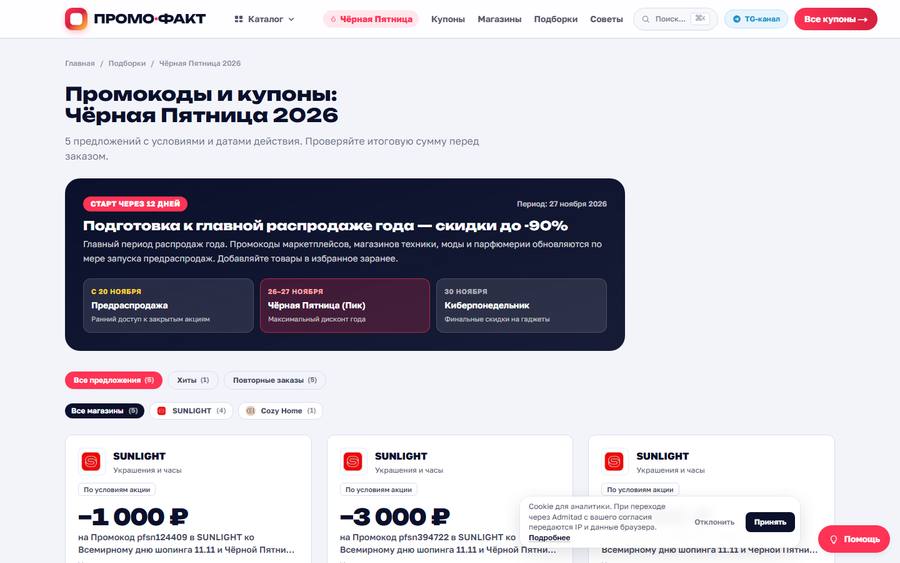 ПРОМО·ФАКТ
Каталог
Чёрная Пятница
Купоны
Магазины
Подборки
Советы
Поиск...
TG-канал
Все купоны →
Главная / Подборки / Чёрная Пятница 2026
Промокоды и купоны:
Чёрная Пятница 2026
5 предложений с условиями и датами действия. Проверяйте итоговую сумму перед
заказом.
СТАРТ ЧЕРЕЗ 12 ДНЕЙ
Период: 27 ноября 2026
Подготовка к главной распродаже года — скидки до -90%
Главный период распродаж года. Промокоды маркетплейсов, магазинов техники, моды и парфюмерии обновляются по
мере запуска предраспродаж. Добавляйте товары в избранное заранее.
С 20 НОЯБРЯ
Предраспродажа
Ранний доступ к закрытым акциям
26–27 НОЯБРЯ
Чёрная Пятница (Пик)
Максимальный дисконт года
30 НОЯБРЯ
Киберпонедельник
Финальные скидки на гаджеты
Все предложения (5)
Хиты (1)
Повторные заказы (5)
Все магазины (5)
SUNLIGHT (4)
Cozy Home (1)
SUNLIGHT
Украшения и часы
По условиям акции
−1 000 ₽
на Промокод pfsn124409 в SUNLIGHT ко
Всемирному дню шопинга 11.11 и Чёрной Пятни...
SUNLIGHT
Украшения и часы
По условиям акции
−3 000 ₽
на Промокод pfsn394722 в SUNLIGHT ко
Всемирному дню шопинга 11.11 и Чёрной Пятни...
SUNLIGHT
Украшения и часы
По условиям акции
Всемирному дню шопинга 11.11 и Чёрной Пятни...
Cookie для аналитики. При переходе
через Admitad с вашего согласия
передаются IP и данные браузера.
Подробнее
Отклонить
Принять
Помощь